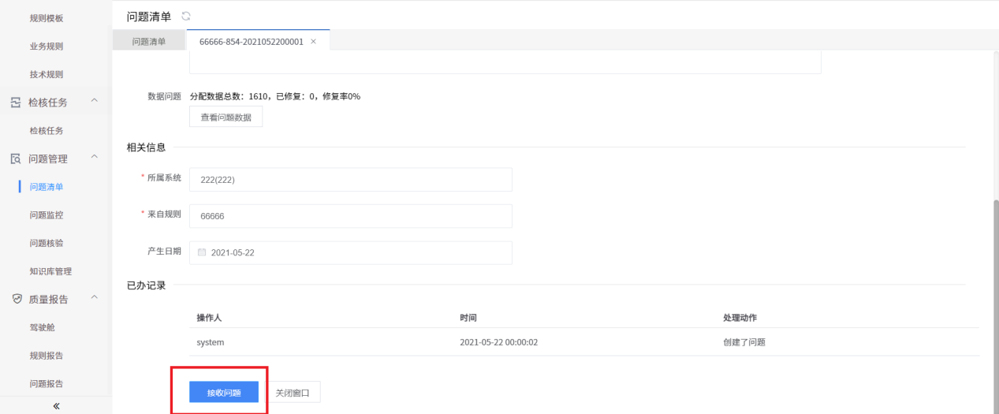 规则模板
业务规则
技术规则
检核任务
检核任务
问题管理
问题清单
问题监控
问题核验
知识库管理
质量报告
驾驶舱
规则报告
问题报告
问题清单
问题清单 66666-854-2021052200001
数据问题 分配数据总数：1610，已修复：0，修复率0%
查看问题数据
相关信息
* 所属系统 222(222)
* 来自规则 66666
产生日期 2021-05-22
已办记录
操作人 时间 处理动作
system 2021-05-22 00:00:02 创建了问题
接收问题 关闭窗口